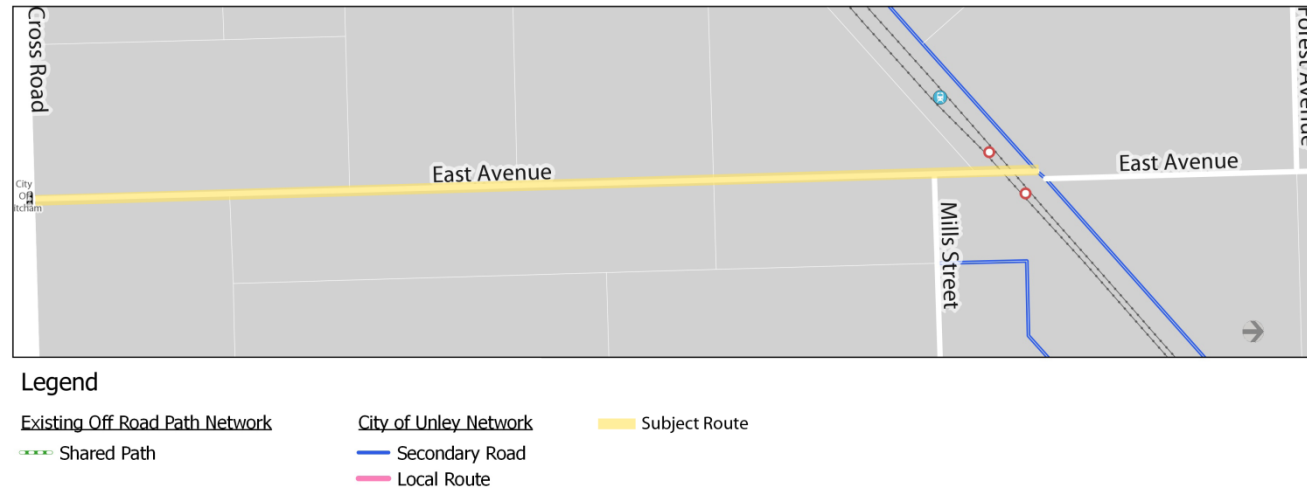 Cross Road
Forest Avenue
East Avenue
East Avenue
City
Of
itcham
Mills Street
Legend
Existing Off Road Path Network
City of Unley Network
Subject Route
Shared Path
Secondary Road
Local Route